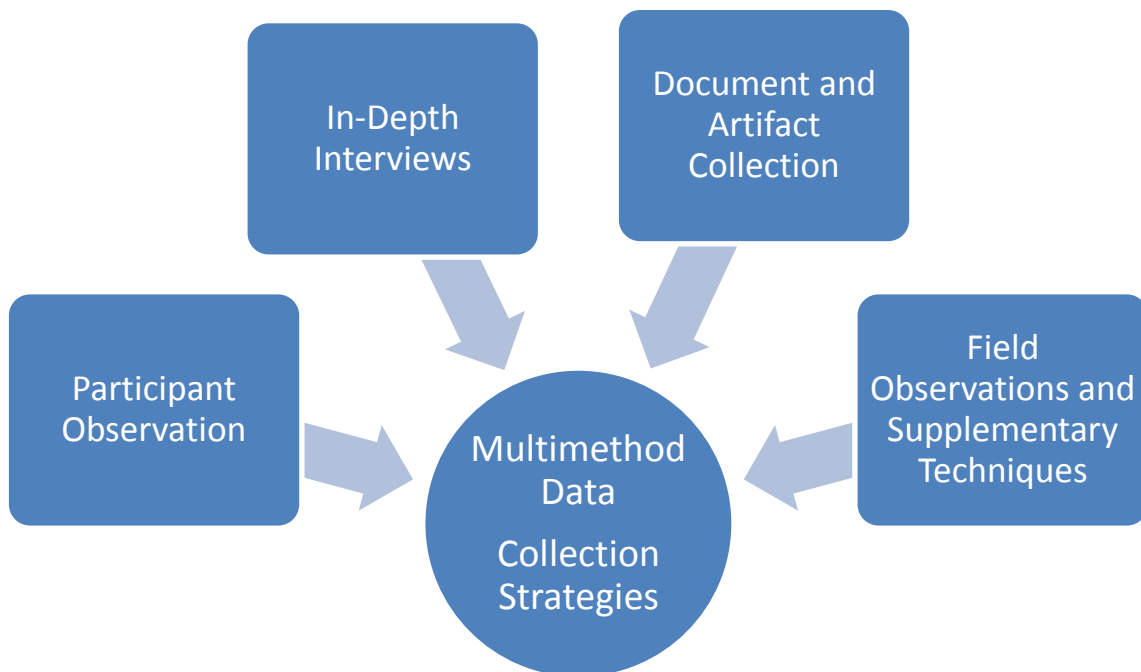 In-Depth
Interviews
Document and
Artifact
Collection
Participant
Observation
Field
Observations and
Supplementary
Techniques
Multimethod
Data
Collection
Strategies